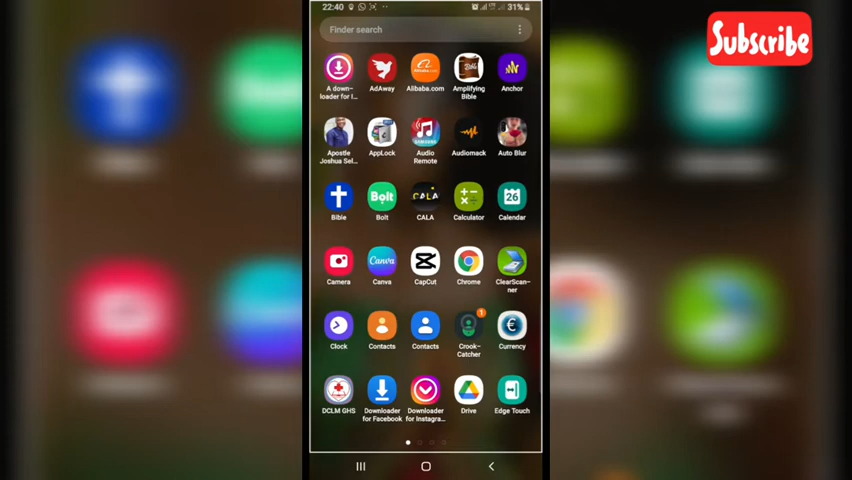 22:40
31%
Subscribe
Finder search
A down-
loader for I...
AdAway
Alibaba.com
Amplifying
Bible
Anchor
Apostle
Joshua Sel...
AppLock
Audio
Remote
Audiomack
Auto Blur
Bible
Bolt
Bolt
CALA
CALA
Calculator
26
Calendar
Camera
Canva
Canva
CapCut
Chrome
ClearScan-
ner
Clock
Contacts
Contacts
1
Crook-
Catcher
Currency
DCLM GHS
Downloader
for Facebook
Downloader
for Instagra...
Drive
Edge Touch